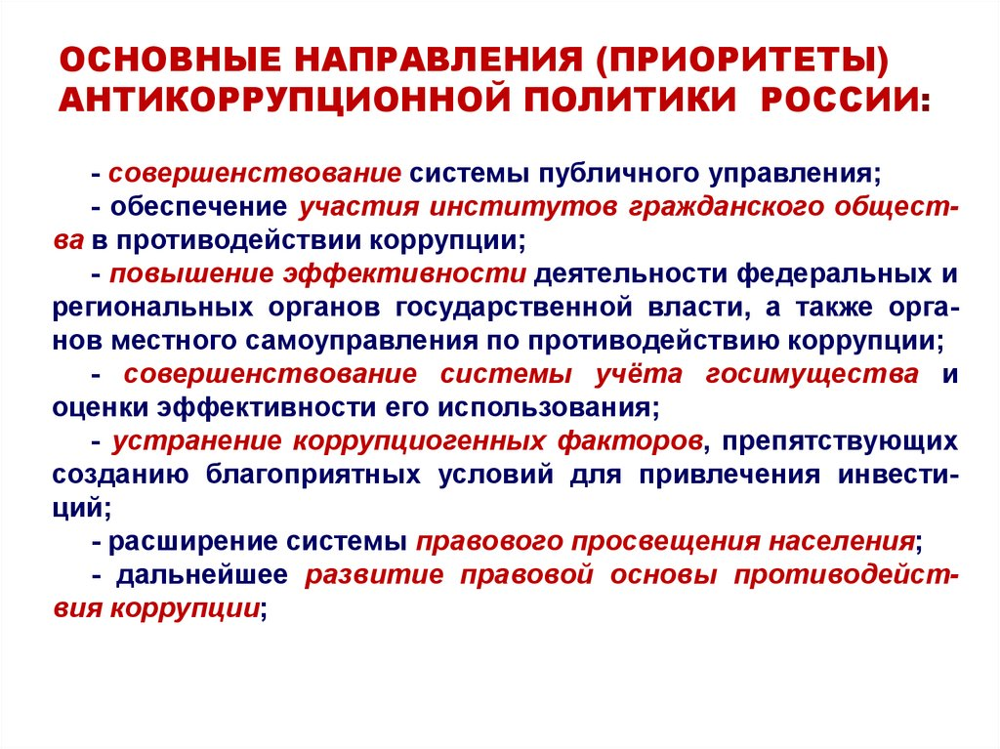 ОСНОВНЫЕ НАПРАВЛЕНИЯ (ПРИОРИТЕТЫ)
АНТИКОРРУПЦИОННОЙ ПОЛИТИКИ РОССИИ:
- совершенствование системы публичного управления;
- обеспечение участия институтов гражданского общест-
ва в противодействии коррупции;
- повышение эффективности деятельности федеральных и
региональных органов государственной власти, а также орга-
нов местного самоуправления по противодействию коррупции;
- совершенствование системы учёта госимущества и
оценки эффективности его использования;
- устранение коррупциогенных факторов, препятствующих
созданию благоприятных условий для привлечения инвести-
ций;
- расширение системы правового просвещения населения;
- дальнейшее развитие правовой основы противодейст-
вия коррупции;